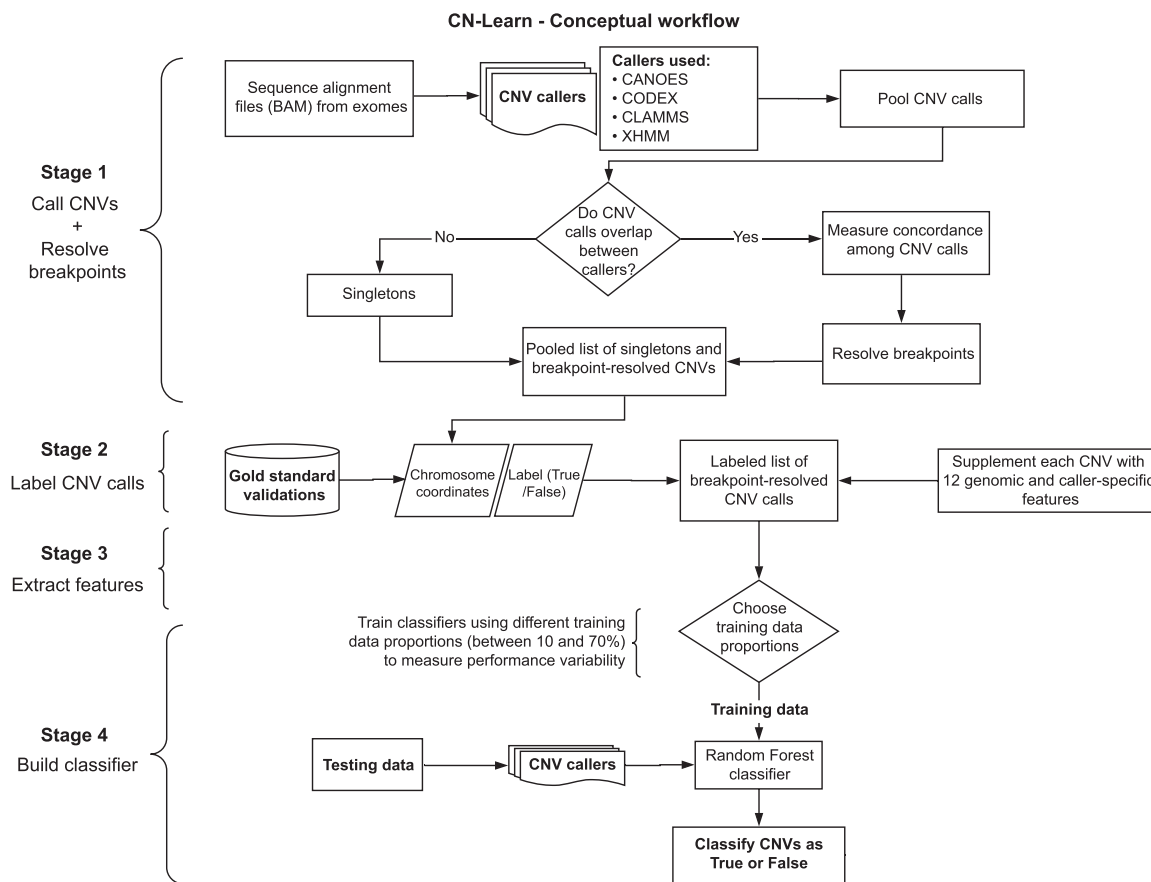 CN-Learn - Conceptual workflow
Stage 1
Call CNVs
+
Resolve
breakpoints
Sequence alignment
files (BAM) from exomes
CNV callers
Callers used:
• CANOES
• CODEX
• CLAMMS
• XHMM
Pool CNV calls
Do CNV
calls overlap
between
callers?
No
Yes
Singletons
Measure concordance
among CNV calls
Resolve breakpoints
Pooled list of singletons and
breakpoint-resolved CNVs
Stage 2
Label CNV calls
Gold standard
validations
Chromosome
coordinates
Label (True
/False)
Labeled list of
breakpoint-resolved
CNV calls
Supplement each CNV with
12 genomic and caller-specific
features
Stage 3
Extract features
Choose
training data
proportions
Train classifiers using different training
data proportions (between 10 and 70%)
to measure performance variability
Stage 4
Build classifier
Training data
Testing data
CNV callers
Random Forest
classifier
Classify CNVs as
True or False